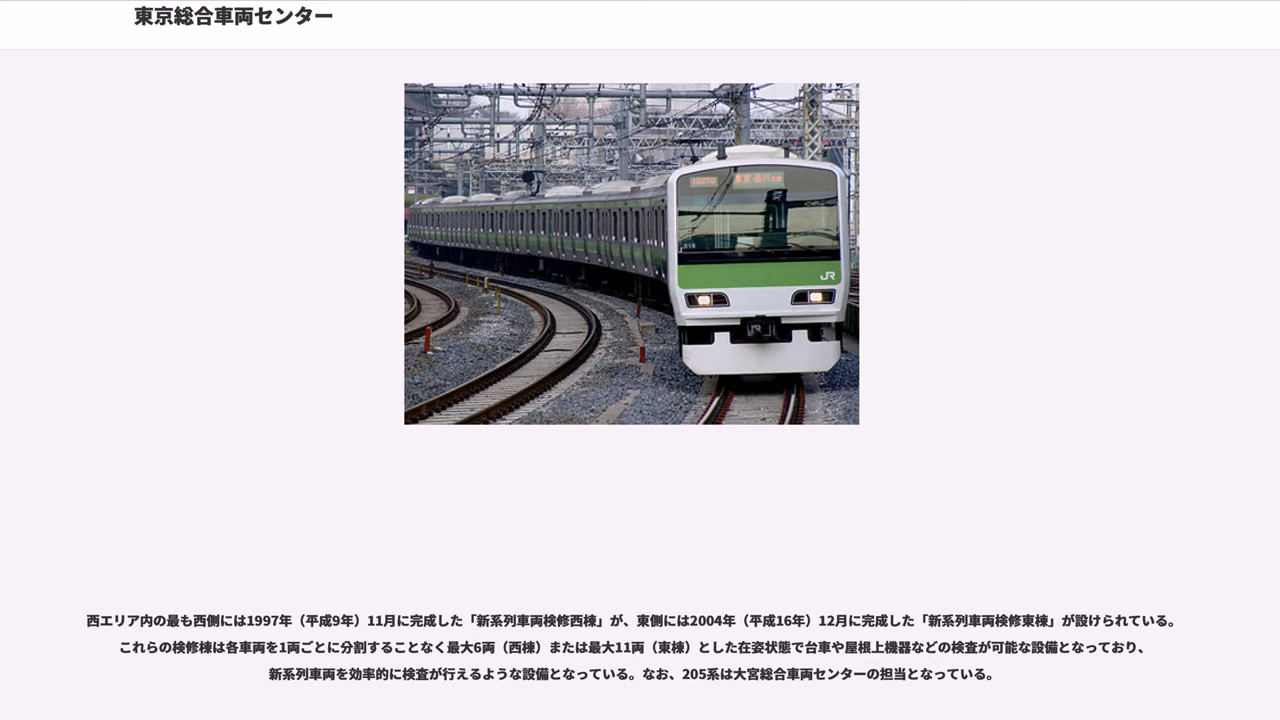 東京総合車両センター
東京・品川方面
JR
西エリア内の最も西側には1997年（平成9年）11月に完成した「新系列車両検修西棟」が、東側には2004年（平成16年）12月に完成した「新系列車両検修東棟」が設けられている。
これらの検修棟は各車両を1両ごとに分割することなく最大6両（西棟）または最大11両（東棟）とした在姿状態で台車や屋根上機器などの検査が可能な設備となっており、
新系列車両を効率的に検査が行えるような設備となっている。なお、205系は大宮総合車両センターの担当となっている。